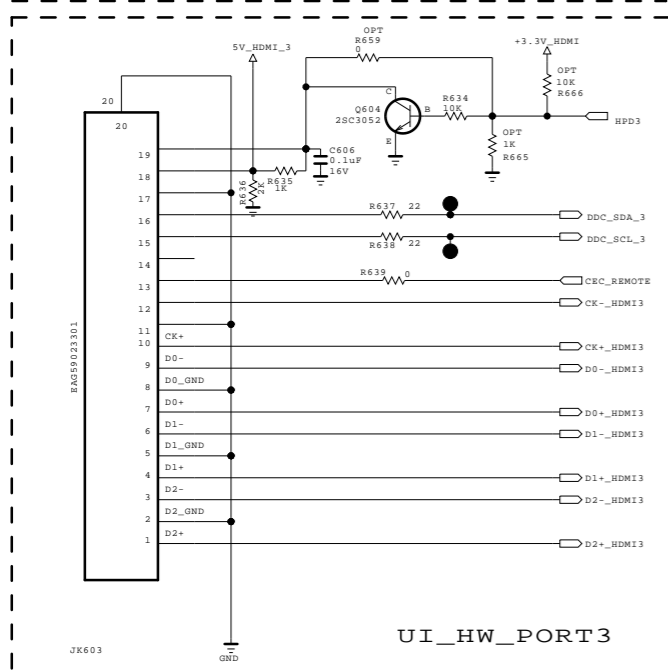 5V_HDMI_3
OPT
R659
0
+3.3V_HDMI
OPT
10K
R666
C
Q604
2SC3052
B
E
R634
10K
HPD3
OPT
1K
R665
20
20
19
C606
0.1uF
16V
18
R636
2K
R635
1K
17
16
R637
22
DDC_SDA_3
15
R638
22
DDC_SCL_3
14
R639
0
13
CEC_REMOTE
12
CK-_HDMI3
11
EAG59023301
10
CK+
CK+_HDMI3
9
D0-
D0-_HDMI3
8
D0_GND
7
D0+
D0+_HDMI3
6
D1-
D1-_HDMI3
5
D1_GND
4
D1+
D1+_HDMI3
3
D2-
D2-_HDMI3
2
D2_GND
1
D2+
D2+_HDMI3
JK603
GND
UI_HW_PORT3